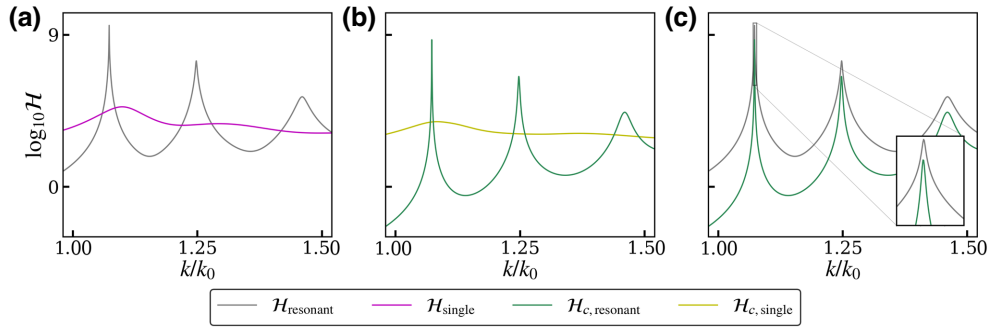 (a) (b) (c)
9
log₁₀ℋ
0
1.00 1.25 1.50 1.00 1.25 1.50 1.00 1.25 1.50
k/k₀ k/k₀ k/k₀
ℋresonant ℋsingle ℋc, resonant ℋc, single